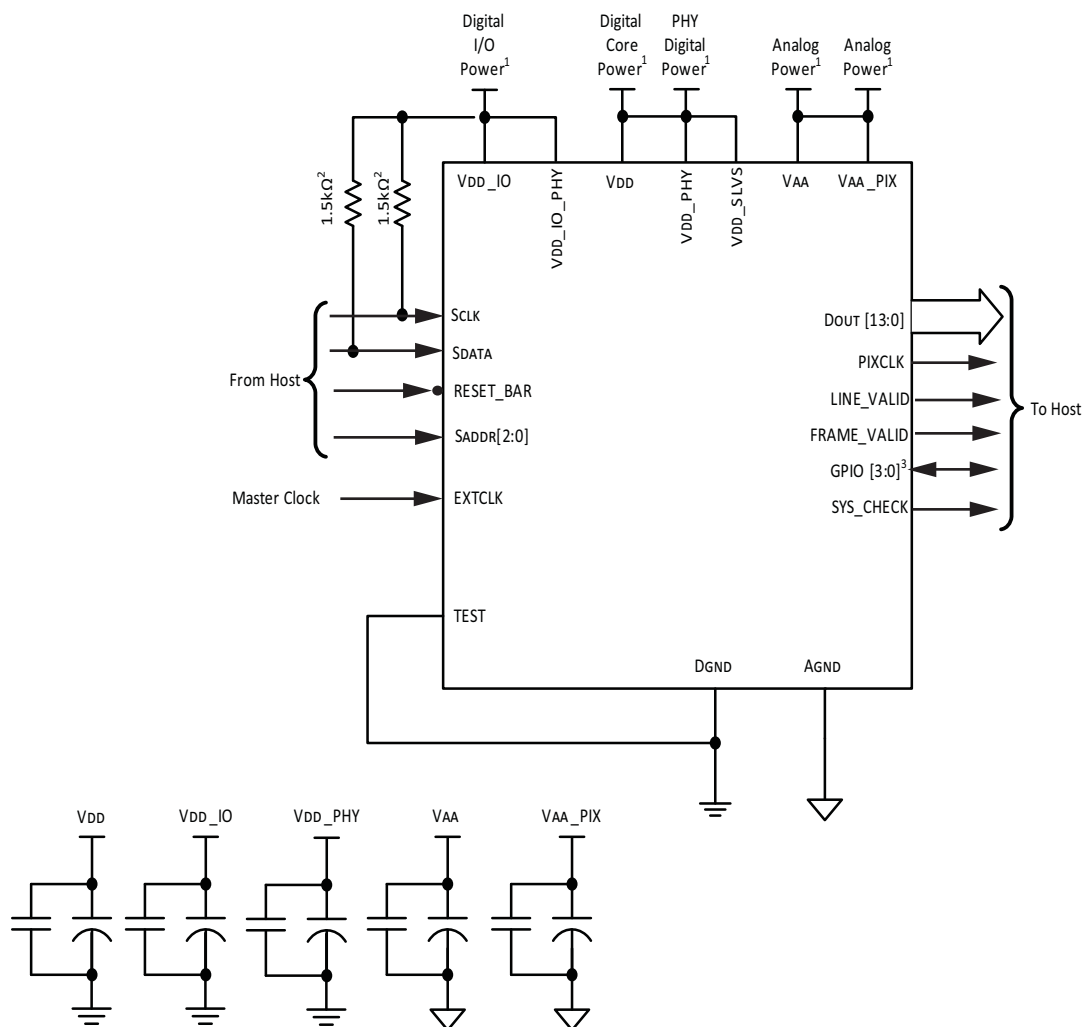 Digital
I/O
Power¹
Digital
Core
Power¹
PHY
Digital
Power¹
Analog
Power¹
Analog
Power¹
1.5kΩ²
1.5kΩ²
VDD_IO
VDD_IO_PHY
VDD
VDD_PHY
VDD_SLVS
VAA
VAA_PIX
From Host
SCLK
SDATA
RESET_BAR
SADDR[2:0]
Master Clock
EXTCLK
TEST
DOUT [13:0]
PIXCLK
LINE_VALID
FRAME_VALID
GPIO [3:0]³
SYS_CHECK
To Host
DGND
AGND
VDD
VDD_IO
VDD_PHY
VAA
VAA_PIX